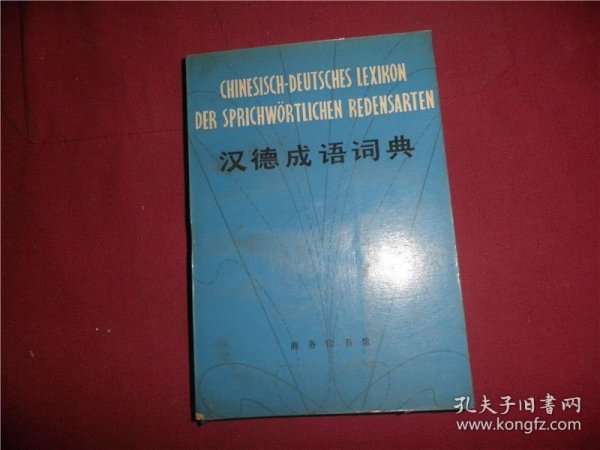 CHINESISCH-DEUTSCHES LEXIKON
DER SPRICHWÖRTLICHEN REDENSARTEN
汉德成语词典
商务印书馆
孔夫子旧書网
www.kongfz.com